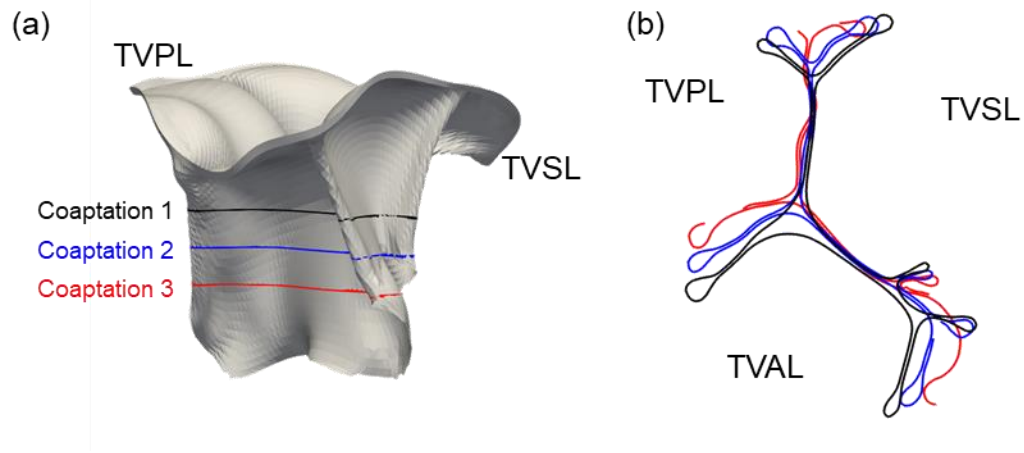 (a)
TVPL
TVSL
Coaptation 1
Coaptation 2
Coaptation 3
(b)
TVPL
TVSL
TVAL